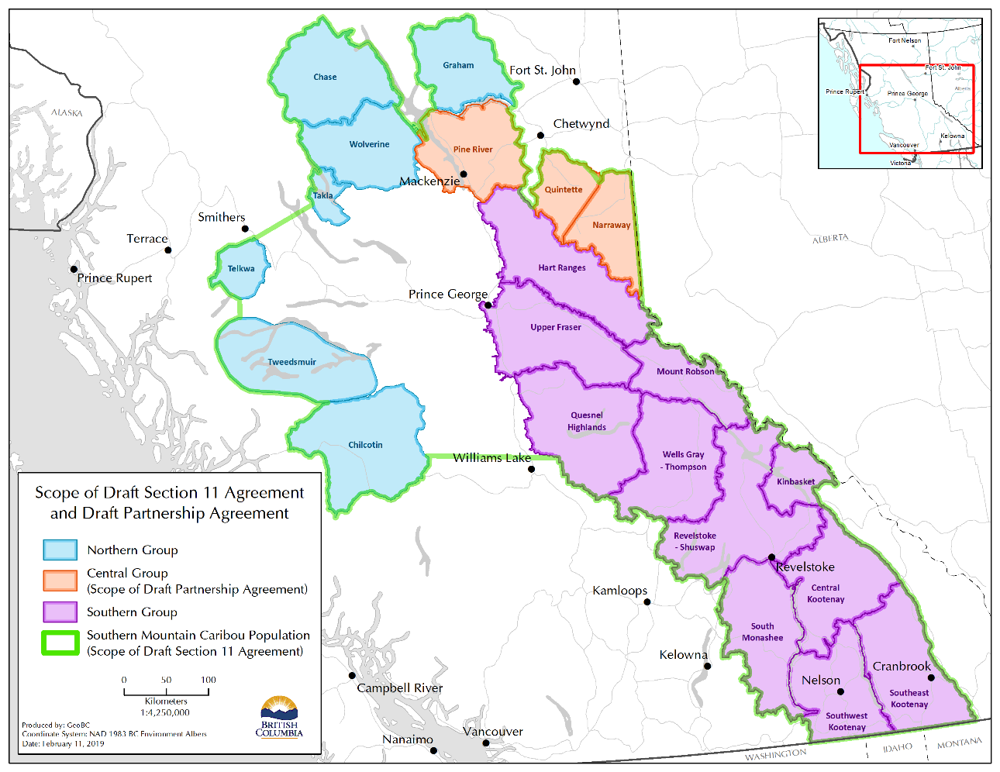 Fort Nelson
Fort St. John
Prince Rupert
Prince George
Alberta
Kelowna
Vancouver
Victoria
ALASKA
Chase
Graham
Fort St. John
Chetwynd
Wolverine
Pine River
Mackenzie
Takla
Quintette
Narraway
ALBERTA
Smithers
Terrace
Prince Rupert
Telkwa
Hart Ranges
Prince George
Upper Fraser
Tweedsmuir
Mount Robson
Quesnel
Highlands
Chilcotin
Williams Lake
Wells Gray
- Thompson
Kinbasket
Revelstoke
- Shuswap
Revelstoke
Kamloops
Central
Kootenay
South
Monashee
Kelowna
Cranbrook
Nelson
Southeast
Kootenay
Southwest
Kootenay
Campbell River
Vancouver
Nanaimo
WASHINGTON
IDAHO
MONTANA
Scope of Draft Section 11 Agreement
and Draft Partnership Agreement
Northern Group
Central Group
(Scope of Draft Partnership Agreement)
Southern Group
Southern Mountain Caribou Population
(Scope of Draft Section 11 Agreement)
0 50 100
Kilometers
1:4,250,000
Produced by: GeoBC
Coordinate System: NAD 1983 BC Environment Albers
Date: February 11, 2019
BRITISH
COLUMBIA